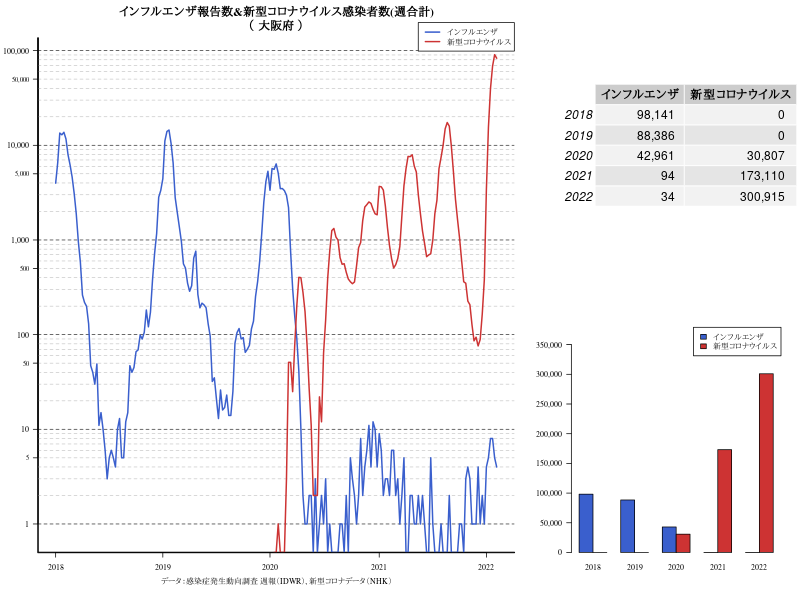 インフルエンザ報告数&新型コロナウイルス感染者数(週合計)
( 大阪府 )
インフルエンザ
新型コロナウイルス
100,000
50,000
10,000
5,000
1,000
500
100
50
10
5
1
2018 2019 2020 2021 2022
データ：感染症発生動向調査 週報（IDWR）、新型コロナデータ（NHK）
インフルエンザ 新型コロナウイルス
2018 98,141 0
2019 88,386 0
2020 42,961 30,807
2021 94 173,110
2022 34 300,915
インフルエンザ
新型コロナウイルス
350,000
300,000
250,000
200,000
150,000
100,000
50,000
0
2018 2019 2020 2021 2022